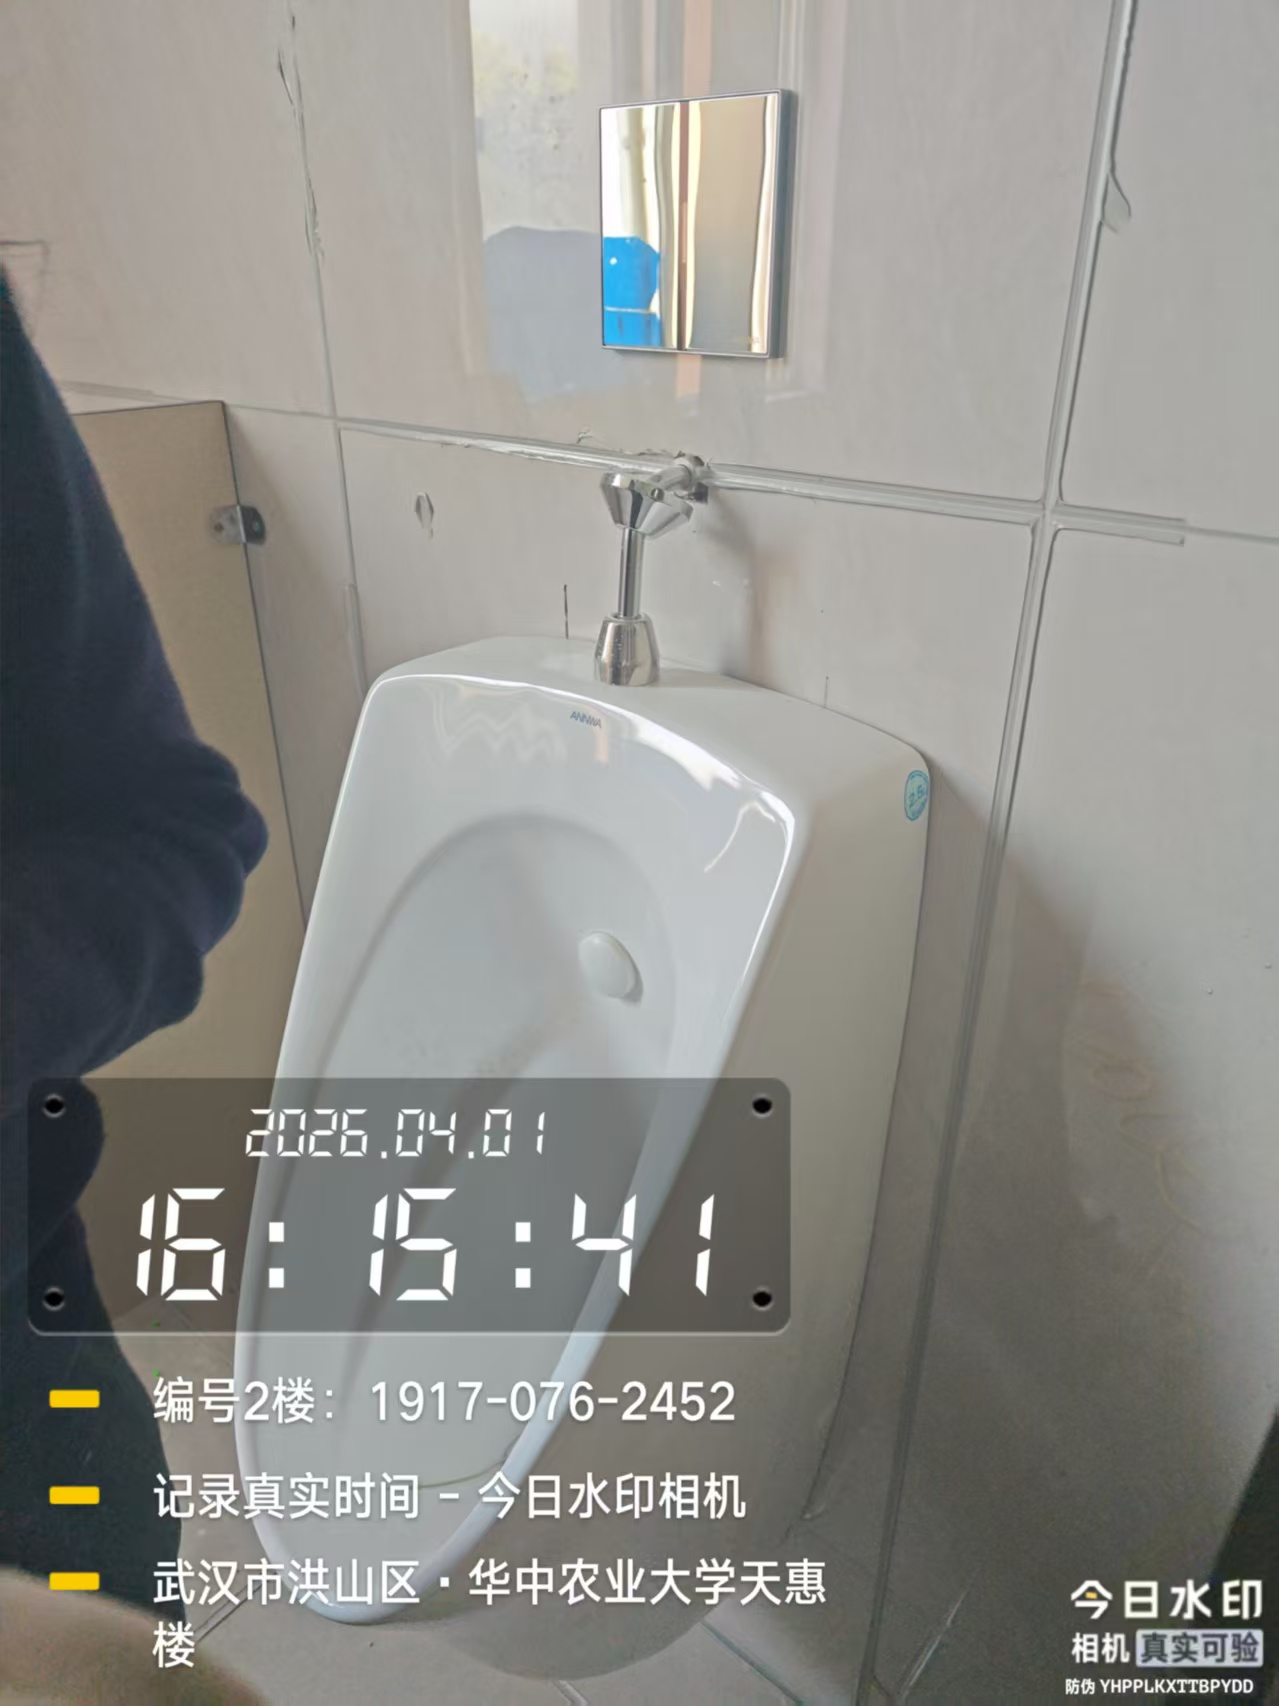 ANNWA
2026.04.01
16:15:41
编号2楼：1917-076-2452
记录真实时间 - 今日水印相机
武汉市洪山区·华中农业大学天惠
楼
今日水印
相机 真实可验
防伪 YHPPLKXTTBPYDD